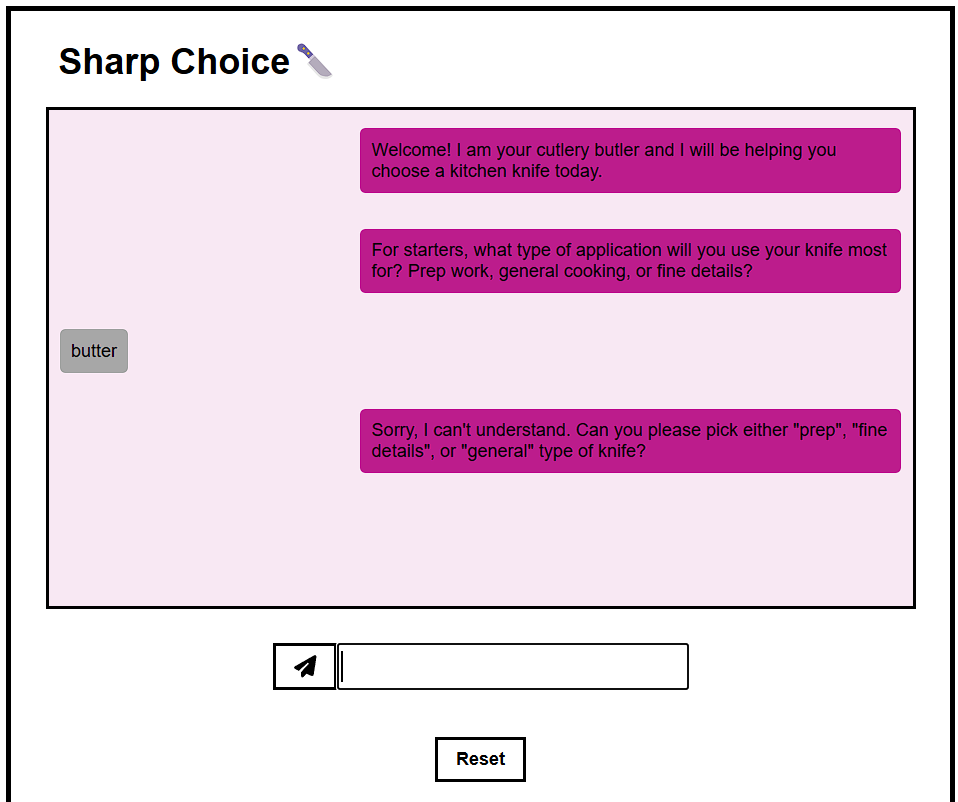 Sharp Choice
Welcome! I am your cutlery butler and I will be helping you
choose a kitchen knife today.
For starters, what type of application will you use your knife most
for? Prep work, general cooking, or fine details?
butter
Sorry, I can't understand. Can you please pick either "prep", "fine
details", or "general" type of knife?
Reset